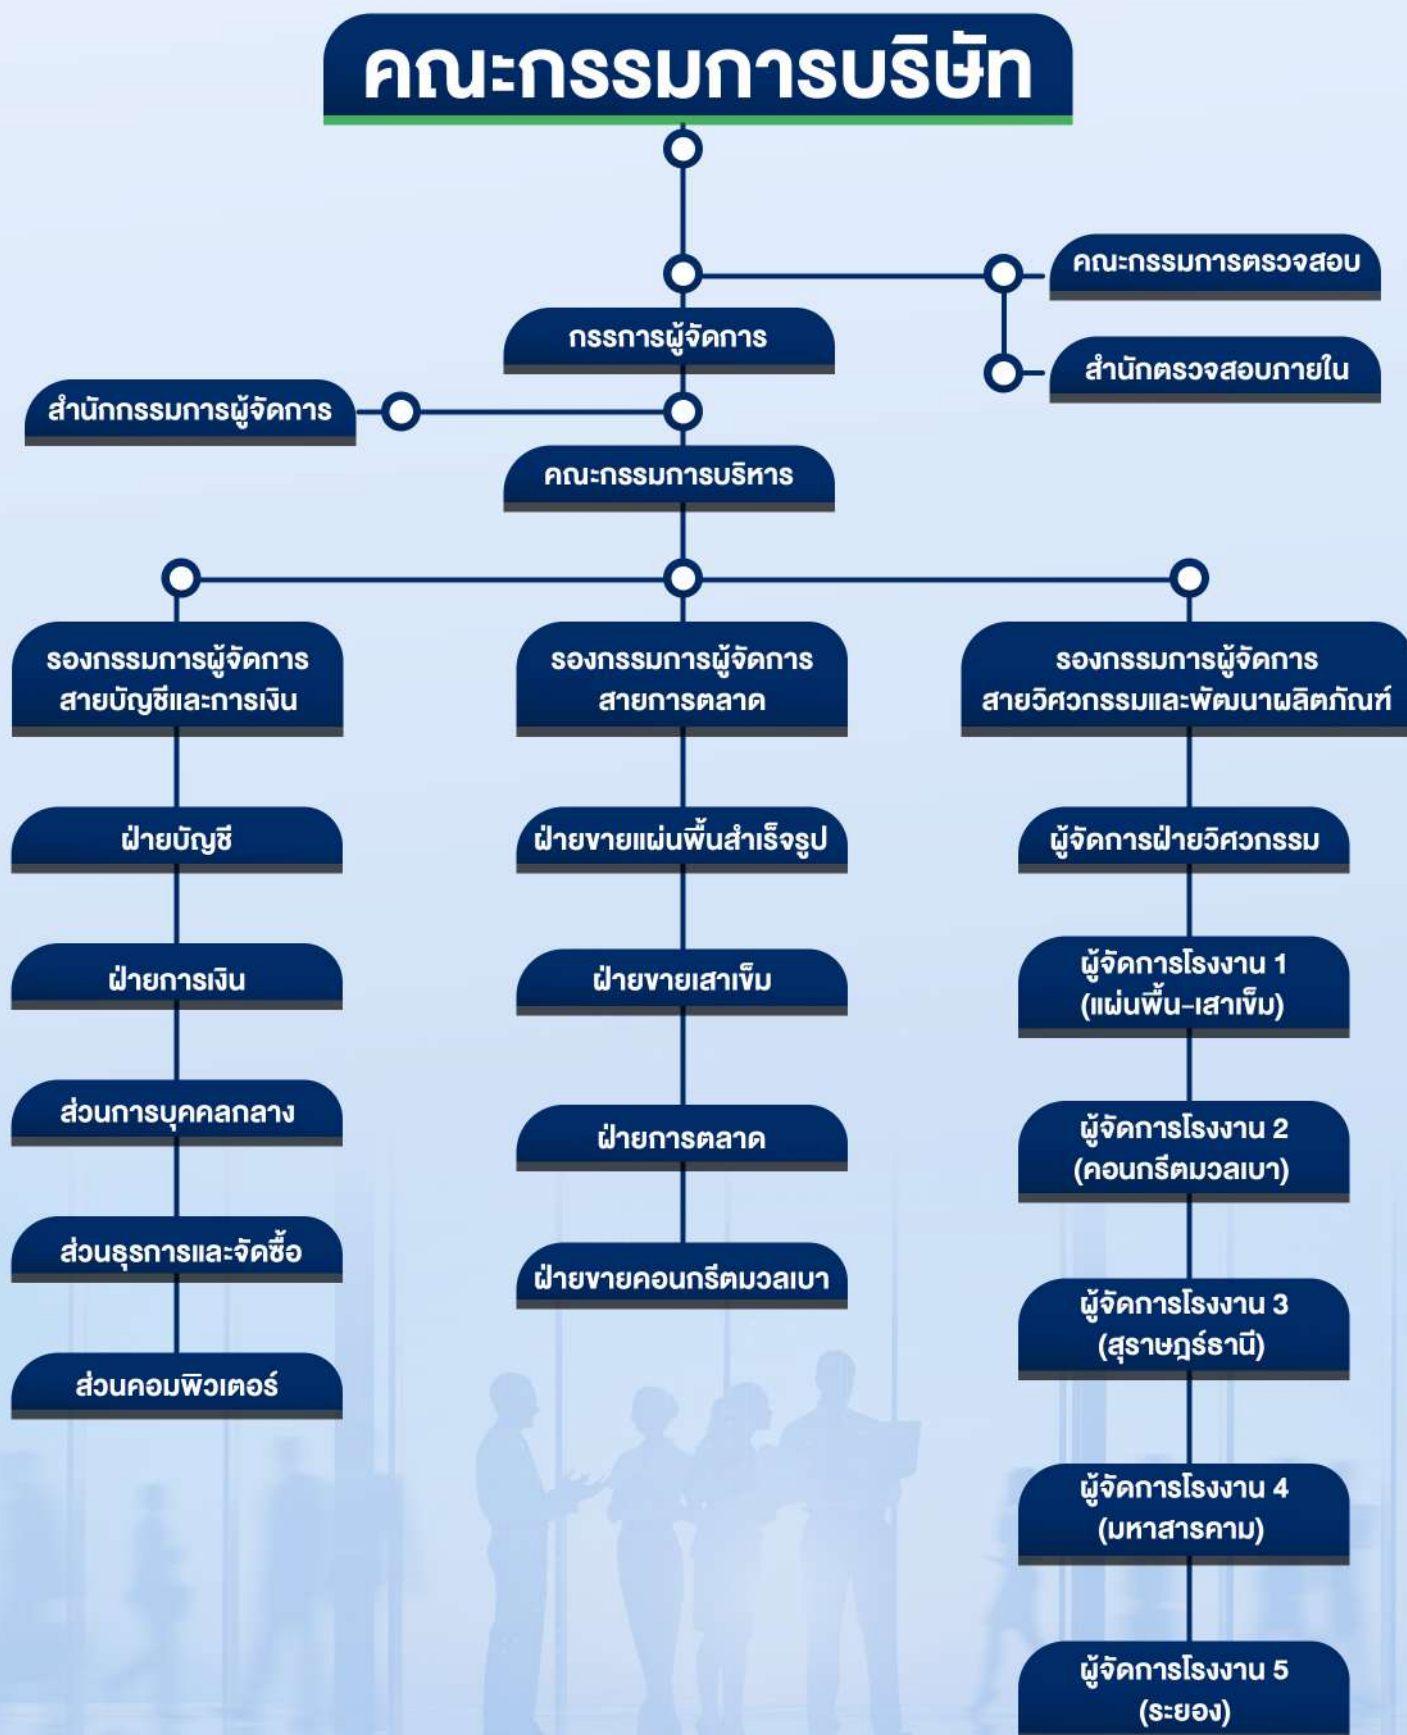 คณะกรรมการบริษัท
คณะกรรมการตรวจสอบ
กรรการผู้จัดการ
สำนักตรวจสอบภายใน
สำนักกรรมการผู้จัดการ
คณะกรรมการบริหาร
รองกรรมการผู้จัดการ
สายบัญชีและการเงิน
ฝ่ายบัญชี
ฝ่ายการเงิน
ส่วนการบุคคลกลาง
ส่วนธุรการและจัดซื้อ
ส่วนคอมพิวเตอร์
รองกรรมการผู้จัดการ
สายการตลาด
ฝ่ายขายแผ่นพื้นสำเร็จรูป
ฝ่ายขายเสาเข็ม
ฝ่ายการตลาด
ฝ่ายขายคอนกรีตมวลเบา
รองกรรมการผู้จัดการ
สายวิศวกรรมและพัฒนาผลิตภัณฑ์
ผู้จัดการฝ่ายวิศวกรรม
ผู้จัดการโรงงาน 1
(แผ่นพื้น-เสาเข็ม)
ผู้จัดการโรงงาน 2
(คอนกรีตมวลเบา)
ผู้จัดการโรงงาน 3
(สุราษฎร์ธานี)
ผู้จัดการโรงงาน 4
(มหาสารคาม)
ผู้จัดการโรงงาน 5
(ระยอง)